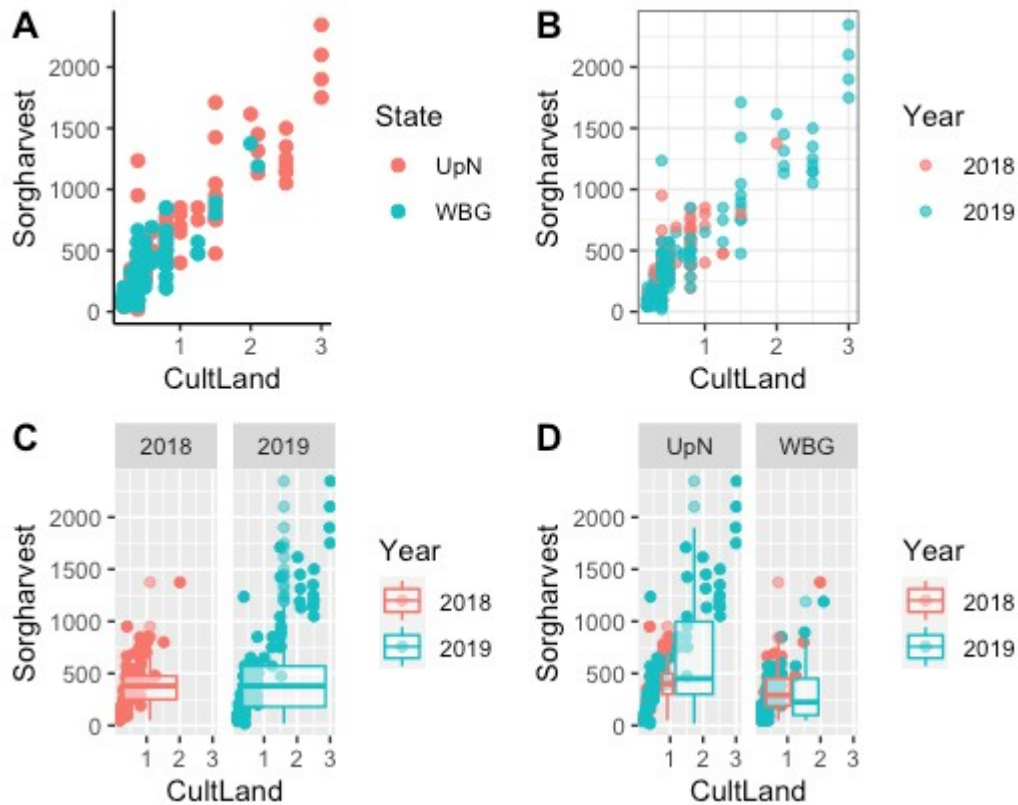 A
Sorgharvest
2000
1500
1000
500
0
1 2 3
CultLand
State
UpN
WBG
B
Sorgharvest
2000
1500
1000
500
0
1 2 3
CultLand
Year
2018
2019
C
2018 2019
Sorgharvest
2000
1500
1000
500
0
1 2 3 1 2 3
CultLand
Year
2018
2019
D
UpN WBG
Sorgharvest
2000
1500
1000
500
0
1 2 3 1 2 3
CultLand
Year
2018
2019